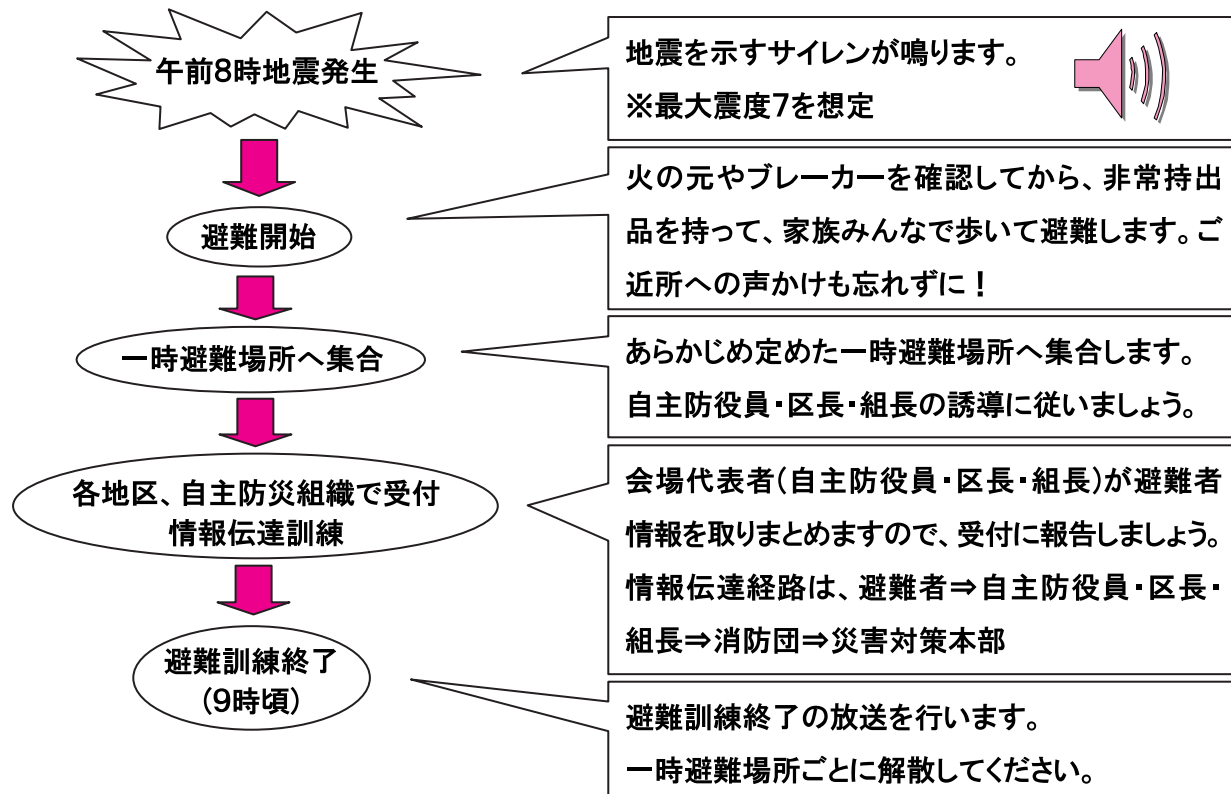 午前8時地震発生
地震を示すサイレンが鳴ります。
※最大震度7を想定
避難開始
火の元やブレーカーを確認してから、非常持出
品を持って、家族みんなで歩いて避難します。ご
近所への声かけも忘れずに！
一時避難場所へ集合
あらかじめ定めた一時避難場所へ集合します。
自主防役員・区長・組長の誘導に従いましょう。
各地区、自主防災組織で受付
情報伝達訓練
会場代表者(自主防役員・区長・組長)が避難者
情報を取りまとめますので、受付に報告しましょう。
情報伝達経路は、避難者⇒自主防役員・区長・
組長⇒消防団⇒災害対策本部
避難訓練終了
(9時頃)
避難訓練終了の放送を行います。
一時避難場所ごとに解散してください。